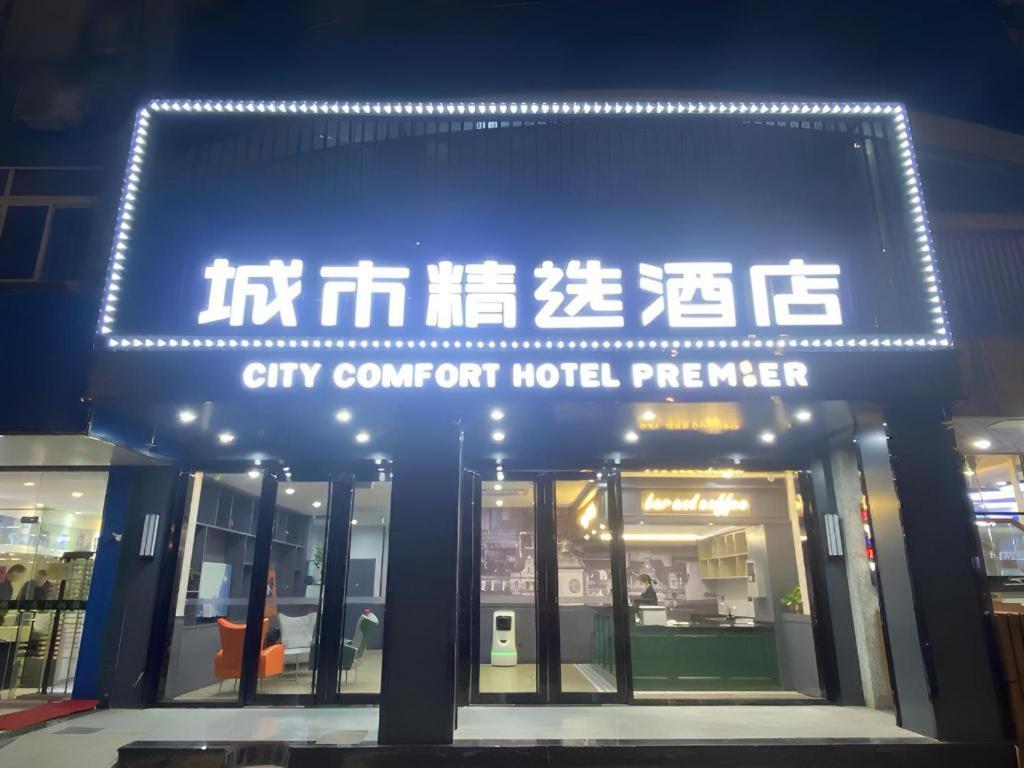 城市精选酒店
CITY COMFORT HOTEL PREMIER
bar and coffee